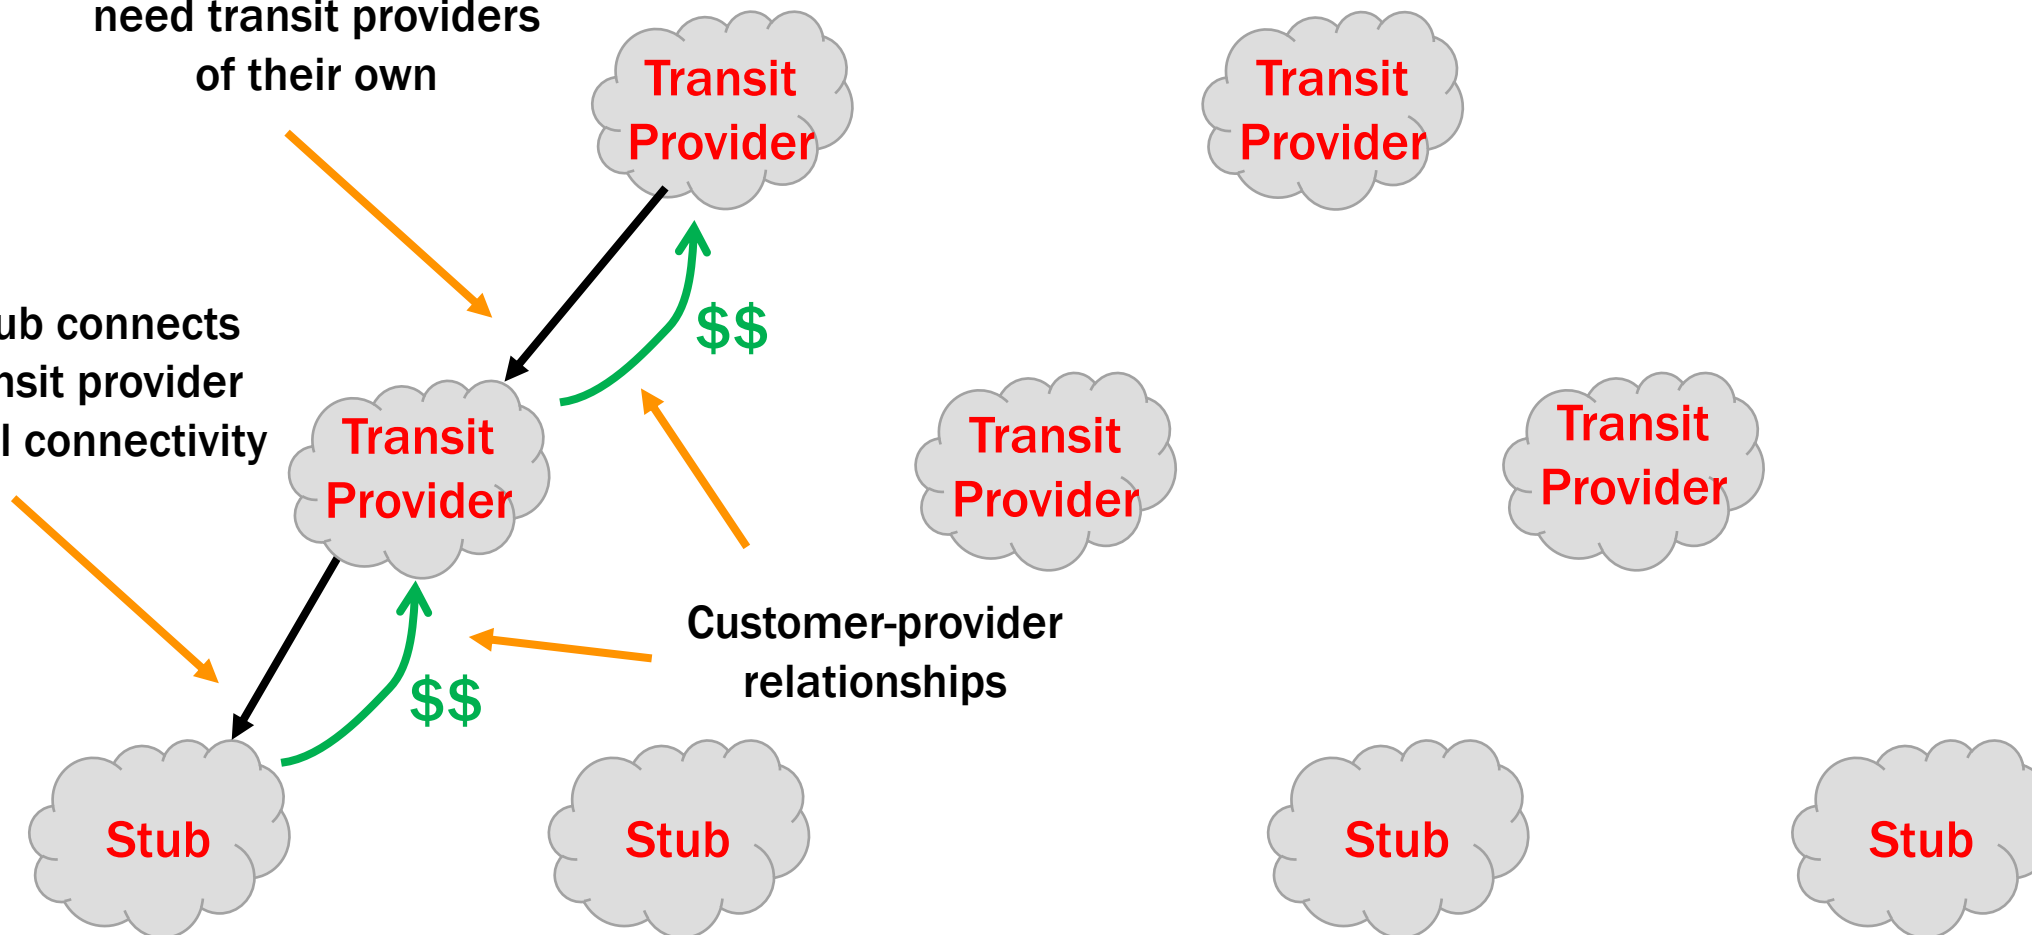 need transit providers
of their own
Transit
Provider
Transit
Provider
$$
ub connects
nsit provider
l connectivity
Transit
Provider
Transit
Provider
Transit
Provider
Customer-provider
relationships
$$
Stub
Stub
Stub
Stub